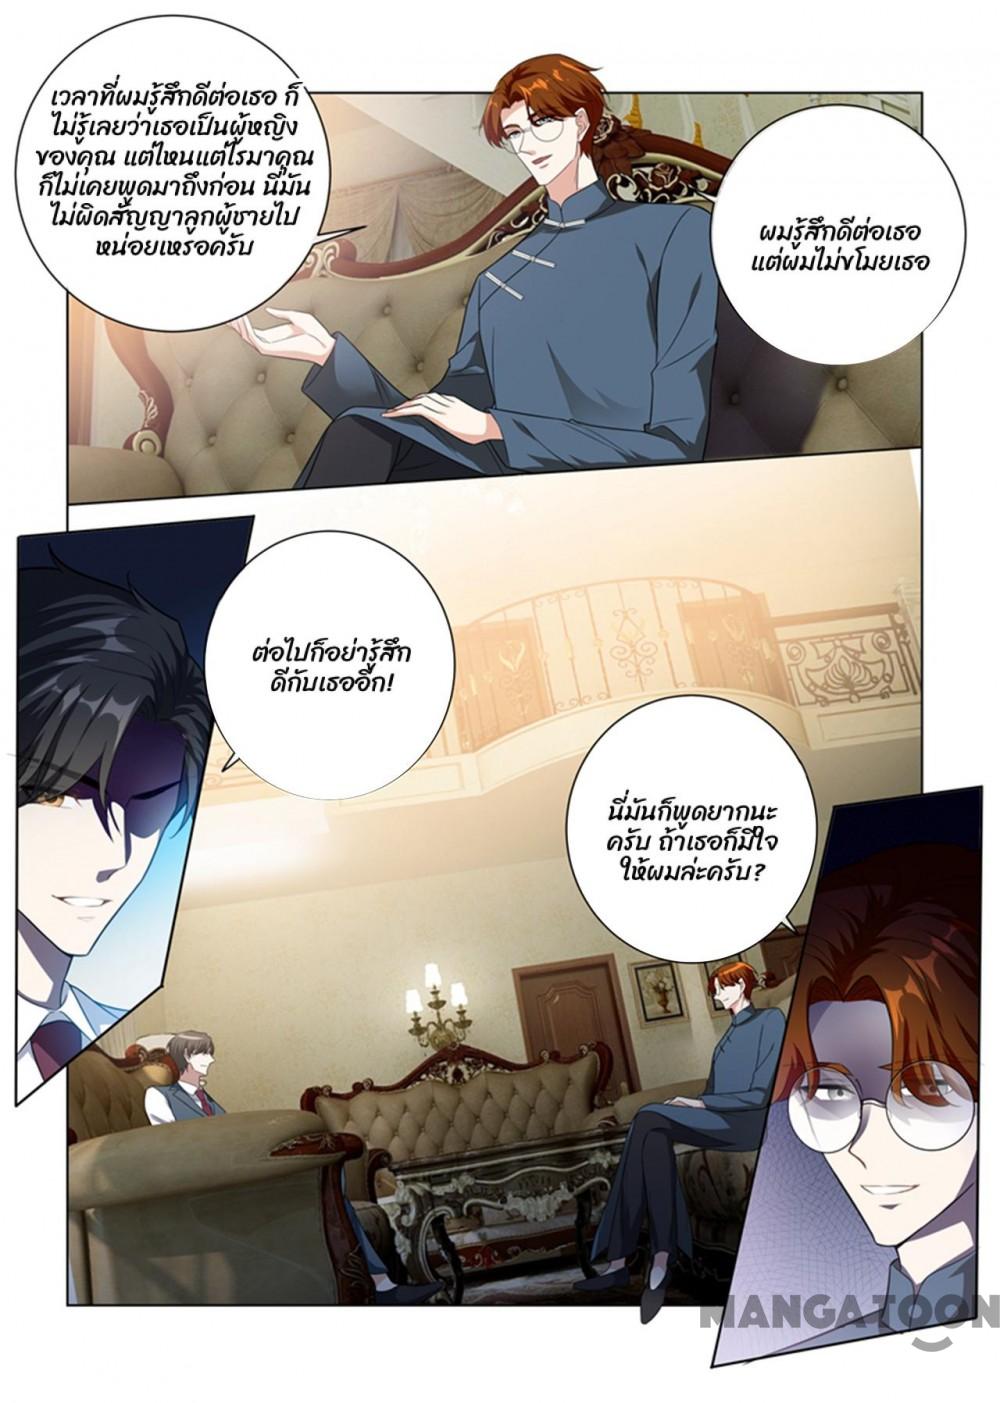 เวลาที่ผมรู้สึกดีต่อเธอ ก็
ไม่รู้เลยว่าเธอเป็นผู้หญิง
ของคุณ แต่ไหนแต่ไรมาคุณ
ก็ไม่เคยพูดมาถึงก่อน นี่มัน
ไม่ผิดสัญญาลูกผู้ชายไป
หน่อยเหรอครับ
ผมรู้สึกดีต่อเธอ
แต่ผมไม่ขโมยเธอ
ต่อไปก็อย่ารู้สึก
ดีกับเธออีก!
นี่มันก็พูดยากนะ
ครับ ถ้าเธอก็มีใจ
ให้ผมล่ะครับ?
MANGATOON